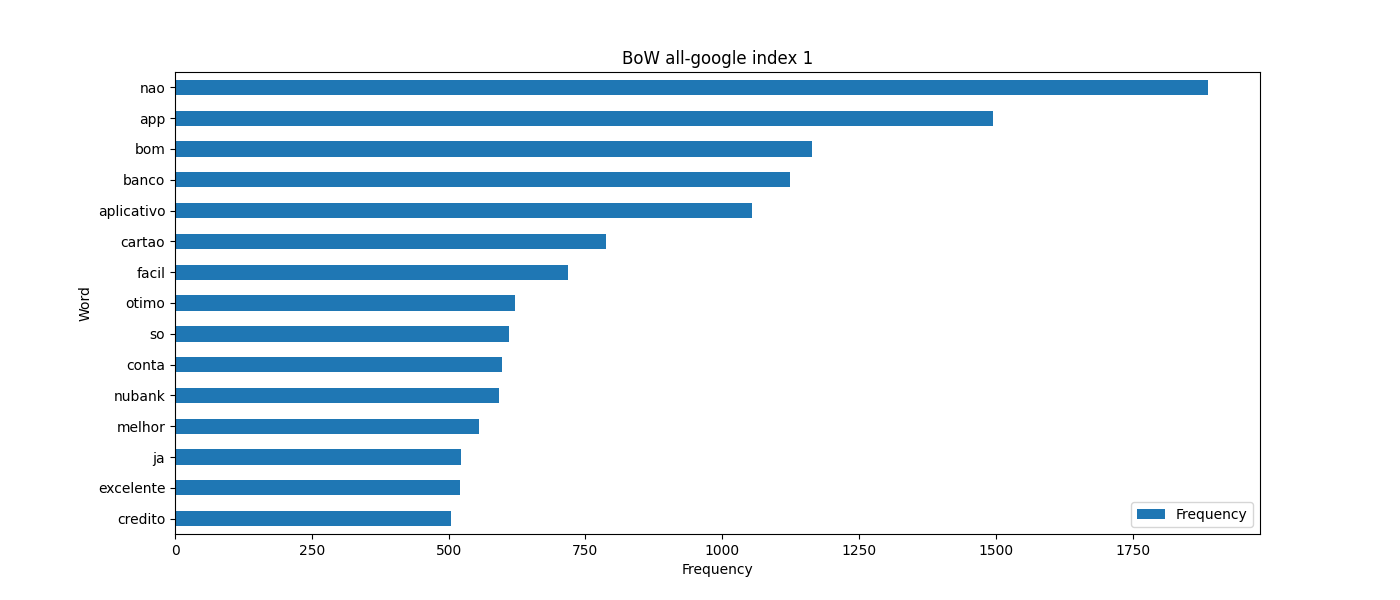 BoW all-google index 1
nao
app
bom
banco
aplicativo
cartao
facil
otimo
so
conta
nubank
melhor
ja
excelente
credito
Word
Frequency
0 250 500 750 1000 1250 1500 1750
Frequency